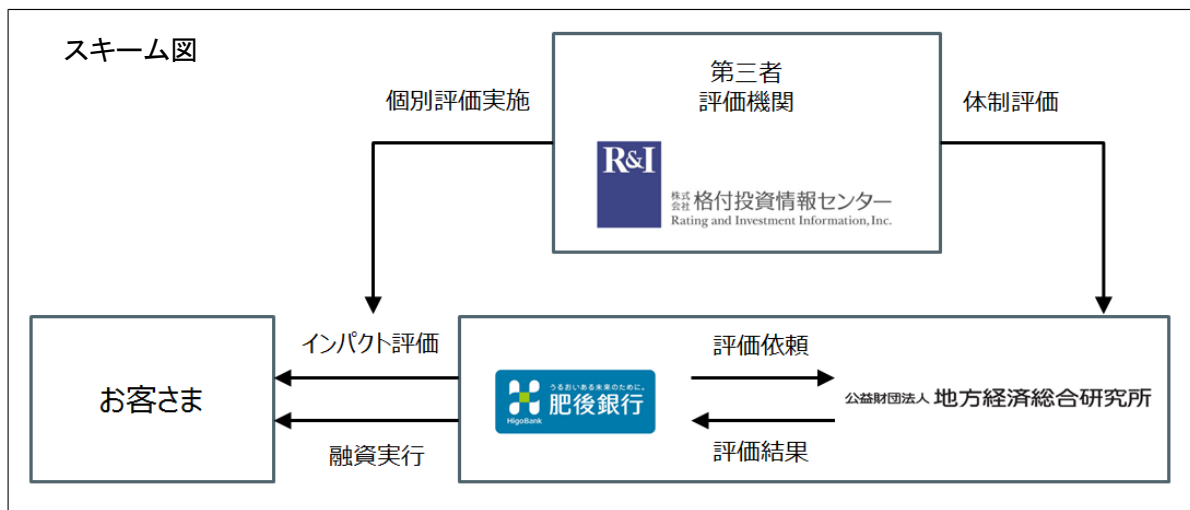 スキーム図
第三者
評価機関
個別評価実施
体制評価
R&I
株式会社 格付投資情報センター
Rating and Investment Information, Inc.
インパクト評価
評価依頼
お客さま
うるおいある未来のために。
肥後銀行
HigoBank
公益財団法人 地方経済総合研究所
融資実行
評価結果